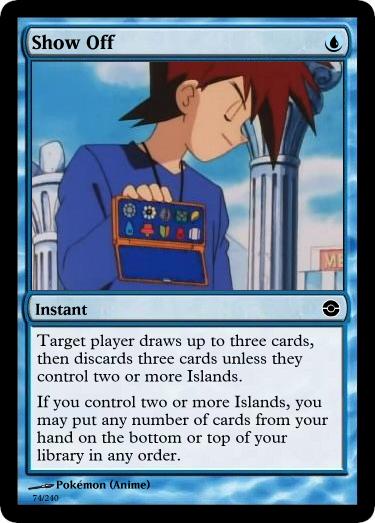 Show Off
ME
Instant
Target player draws up to three cards,
then discards three cards unless they
control two or more Islands.
If you control two or more Islands, you
may put any number of cards from your
hand on the bottom or top of your
library in any order.
Pokémon (Anime)
74/240